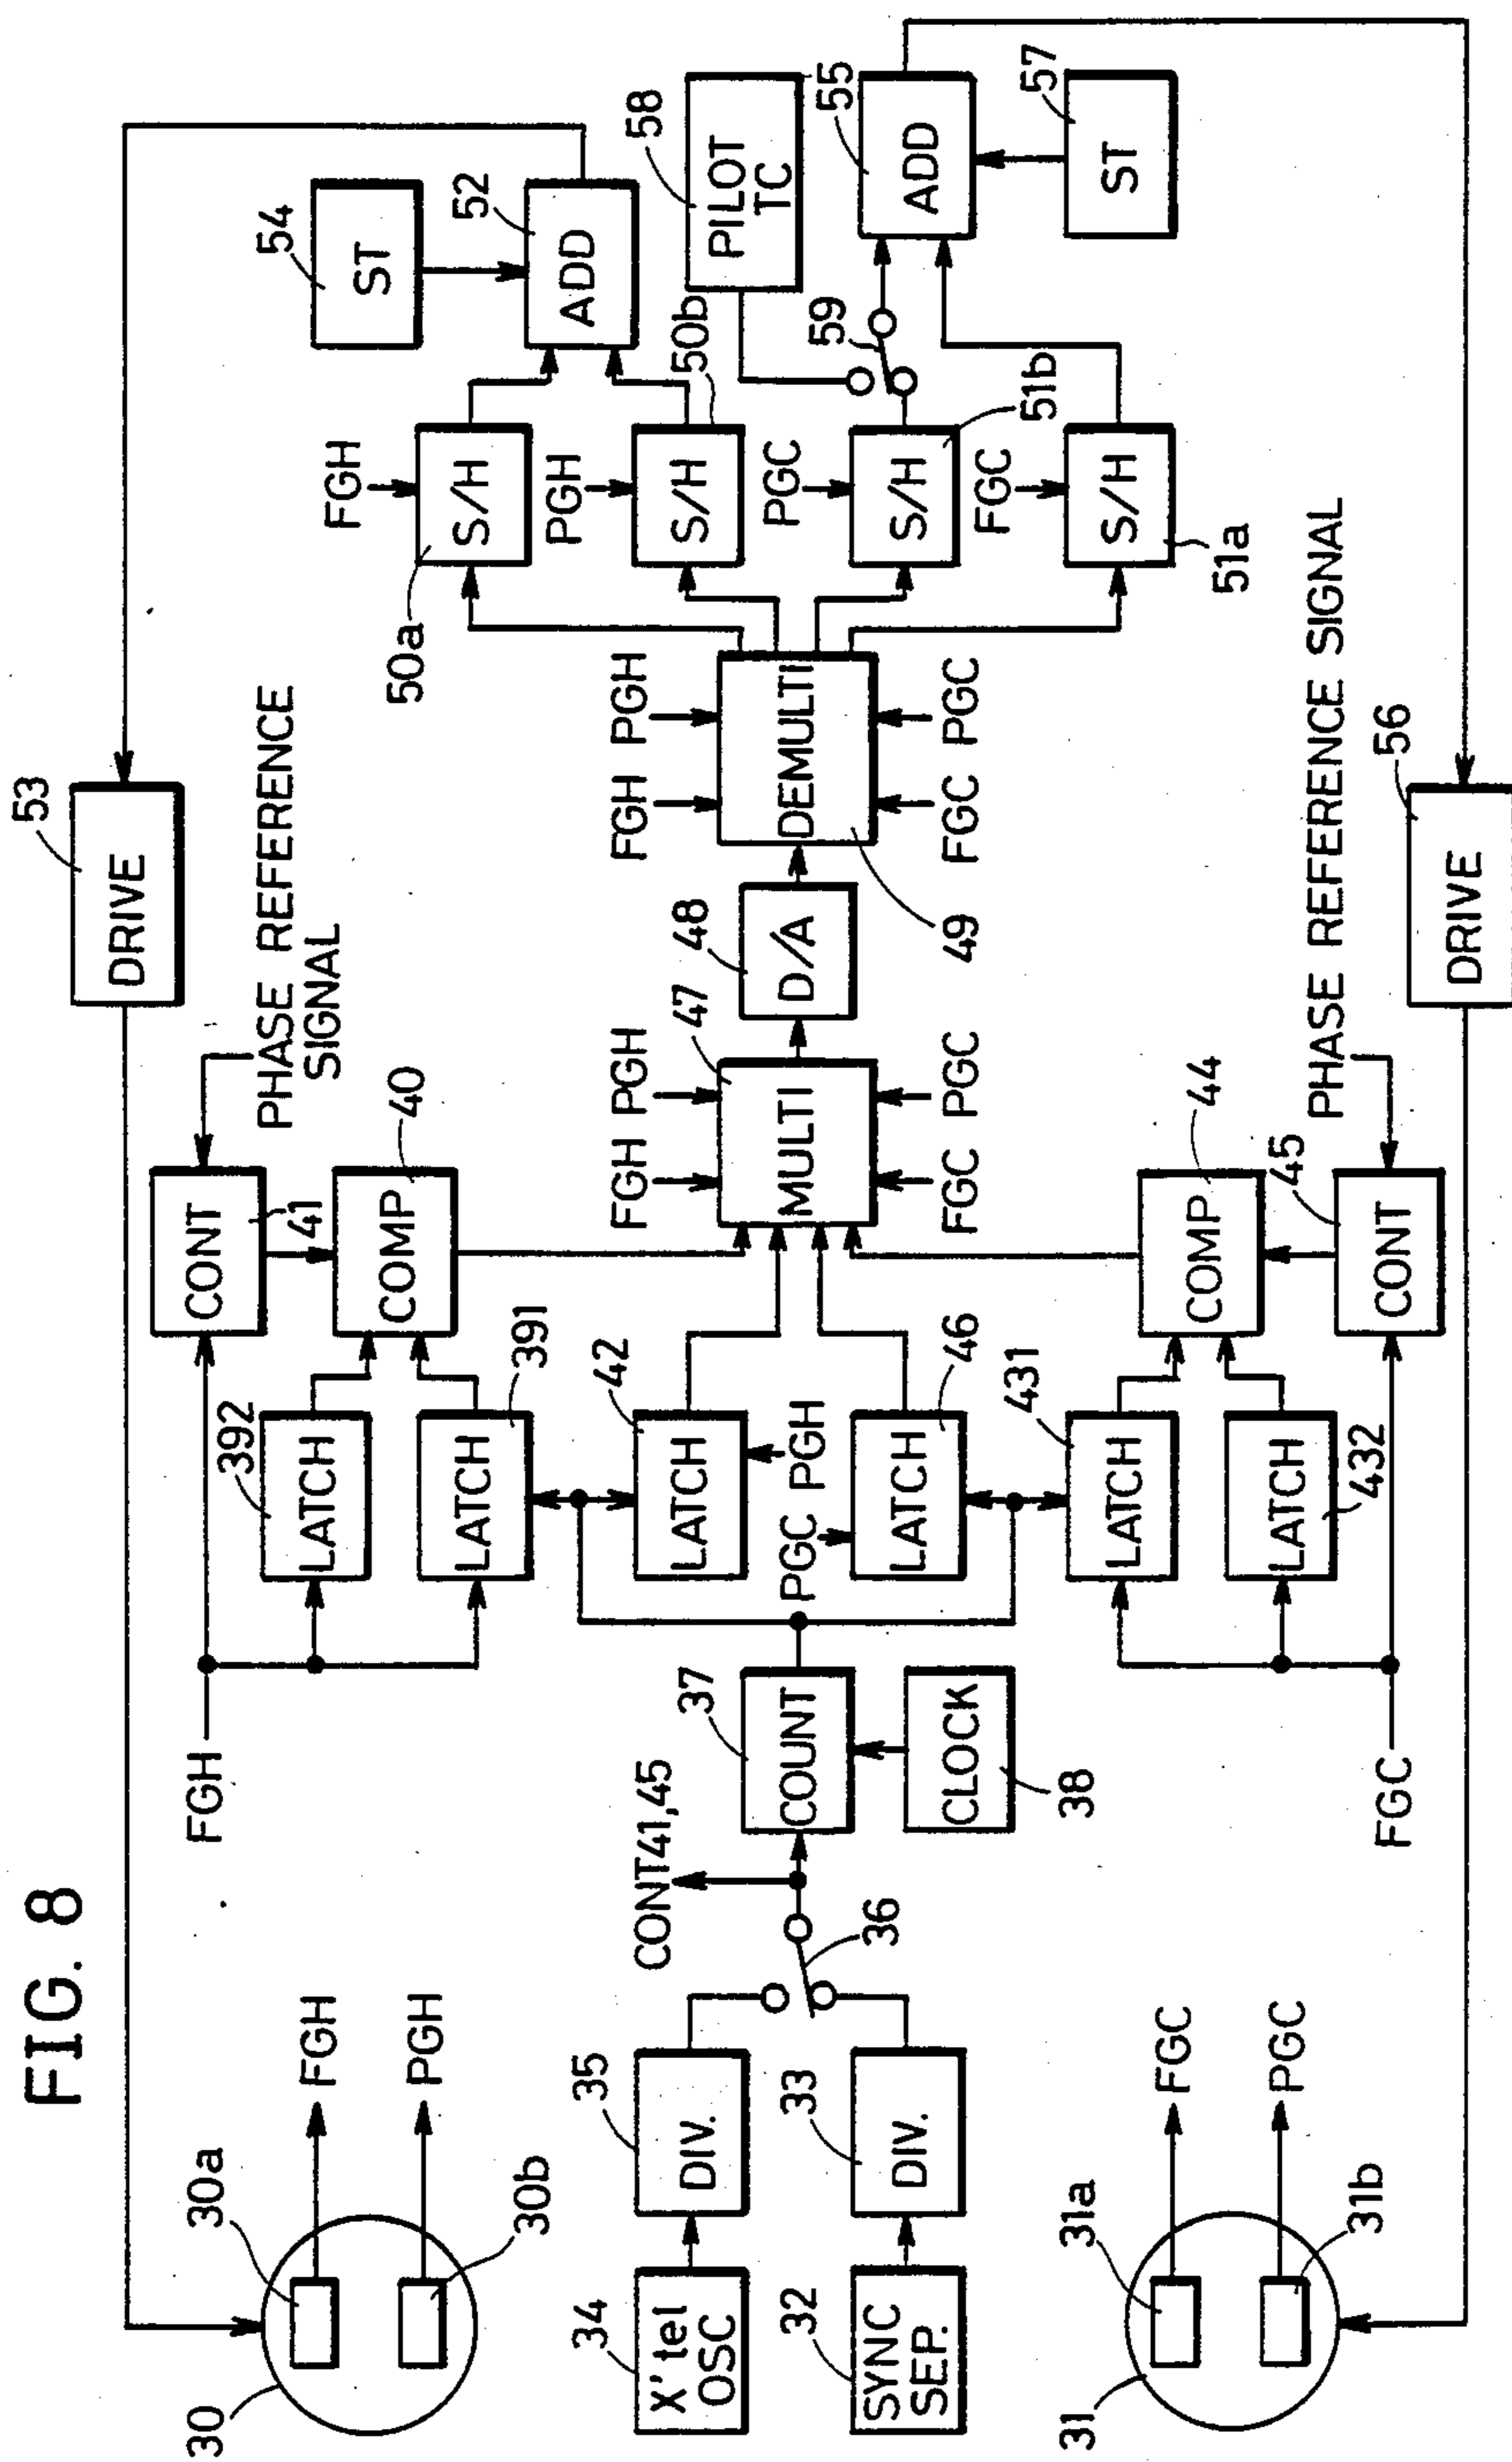 FIG. 8
30
30a
FGH
30b
PGH
53
DRIVE
54
ST
52
ADD
FGH
CONT
41
PHASE REFERENCE
SIGNAL
392
LATCH
COMP
40
391
LATCH
FGH
50a
S/H
PGH
50b
S/H
58
PILOT
TC
34
X'tel
OSC
35
DIV.
CONT41,45
36
37
COUNT
42
LATCH
PGH
FGH
PGH
47
MULTI
FGC
PGC
48
D/A
FGH
PGH
DEMULTI
49
FGC
PGC
59
32
SYNC
SEP.
33
DIV.
CLOCK
38
PGC
46
LATCH
PGC
51b
S/H
55
ADD
31
31a
FGC
31b
PGC
431
LATCH
44
COMP
FGC
51a
S/H
57
ST
432
LATCH
45
CONT
PHASE REFERENCE SIGNAL
FGC
56
DRIVE